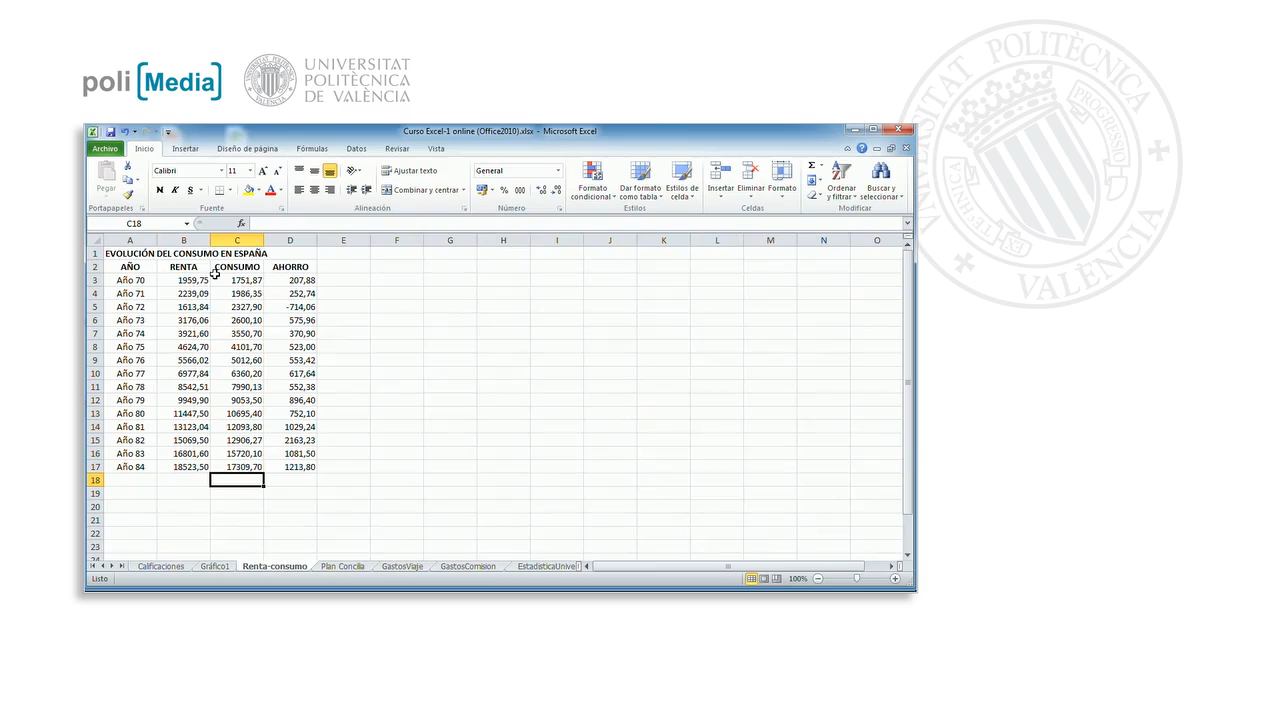 poli[Media]
UNIVERSITAT
POLITÈCNICA
DE VALÈNCIA
Curso Excel-1 online (Office2010).xlsx - Microsoft Excel
Archivo Inicio Insertar Diseño de página Fórmulas Datos Revisar Vista
Calibri 11 Ajustar texto General
Pegar N K S Combinar y centrar % 000
Formato condicional Dar formato como tabla Estilos de celda Insertar Eliminar Formato Ordenar y filtrar Buscar y seleccionar
Portapapeles Fuente Alineación Número Estilos Celdas Modificar
C18 fx
A B C D E F G H I J K L M N O
1 EVOLUCIÓN DEL CONSUMO EN ESPAÑA
2 AÑO RENTA CONSUMO AHORRO
3 Año 70 1959,75 1751,87 207,88
4 Año 71 2239,09 1986,35 252,74
5 Año 72 1613,84 2327,90 -714,06
6 Año 73 3176,06 2600,10 575,96
7 Año 74 3921,60 3550,70 370,90
8 Año 75 4624,70 4101,70 523,00
9 Año 76 5566,02 5012,60 553,42
10 Año 77 6977,84 6360,20 617,64
11 Año 78 8542,51 7990,13 552,38
12 Año 79 9949,90 9053,50 896,40
13 Año 80 11447,50 10695,40 752,10
14 Año 81 13123,04 12093,80 1029,24
15 Año 82 15069,50 12906,27 2163,23
16 Año 83 16801,60 15720,10 1081,50
17 Año 84 18523,50 17309,70 1213,80
18
19
20
21
22
23
24
Calificaciones Gráfico1 Renta-consumo Plan Concilia GastosViaje GastosComision EstadisticaUnive
Listo 100%
UNIVERSITAT POLITÈCNICA
DE VALÈNCIA
PROGRESSIO